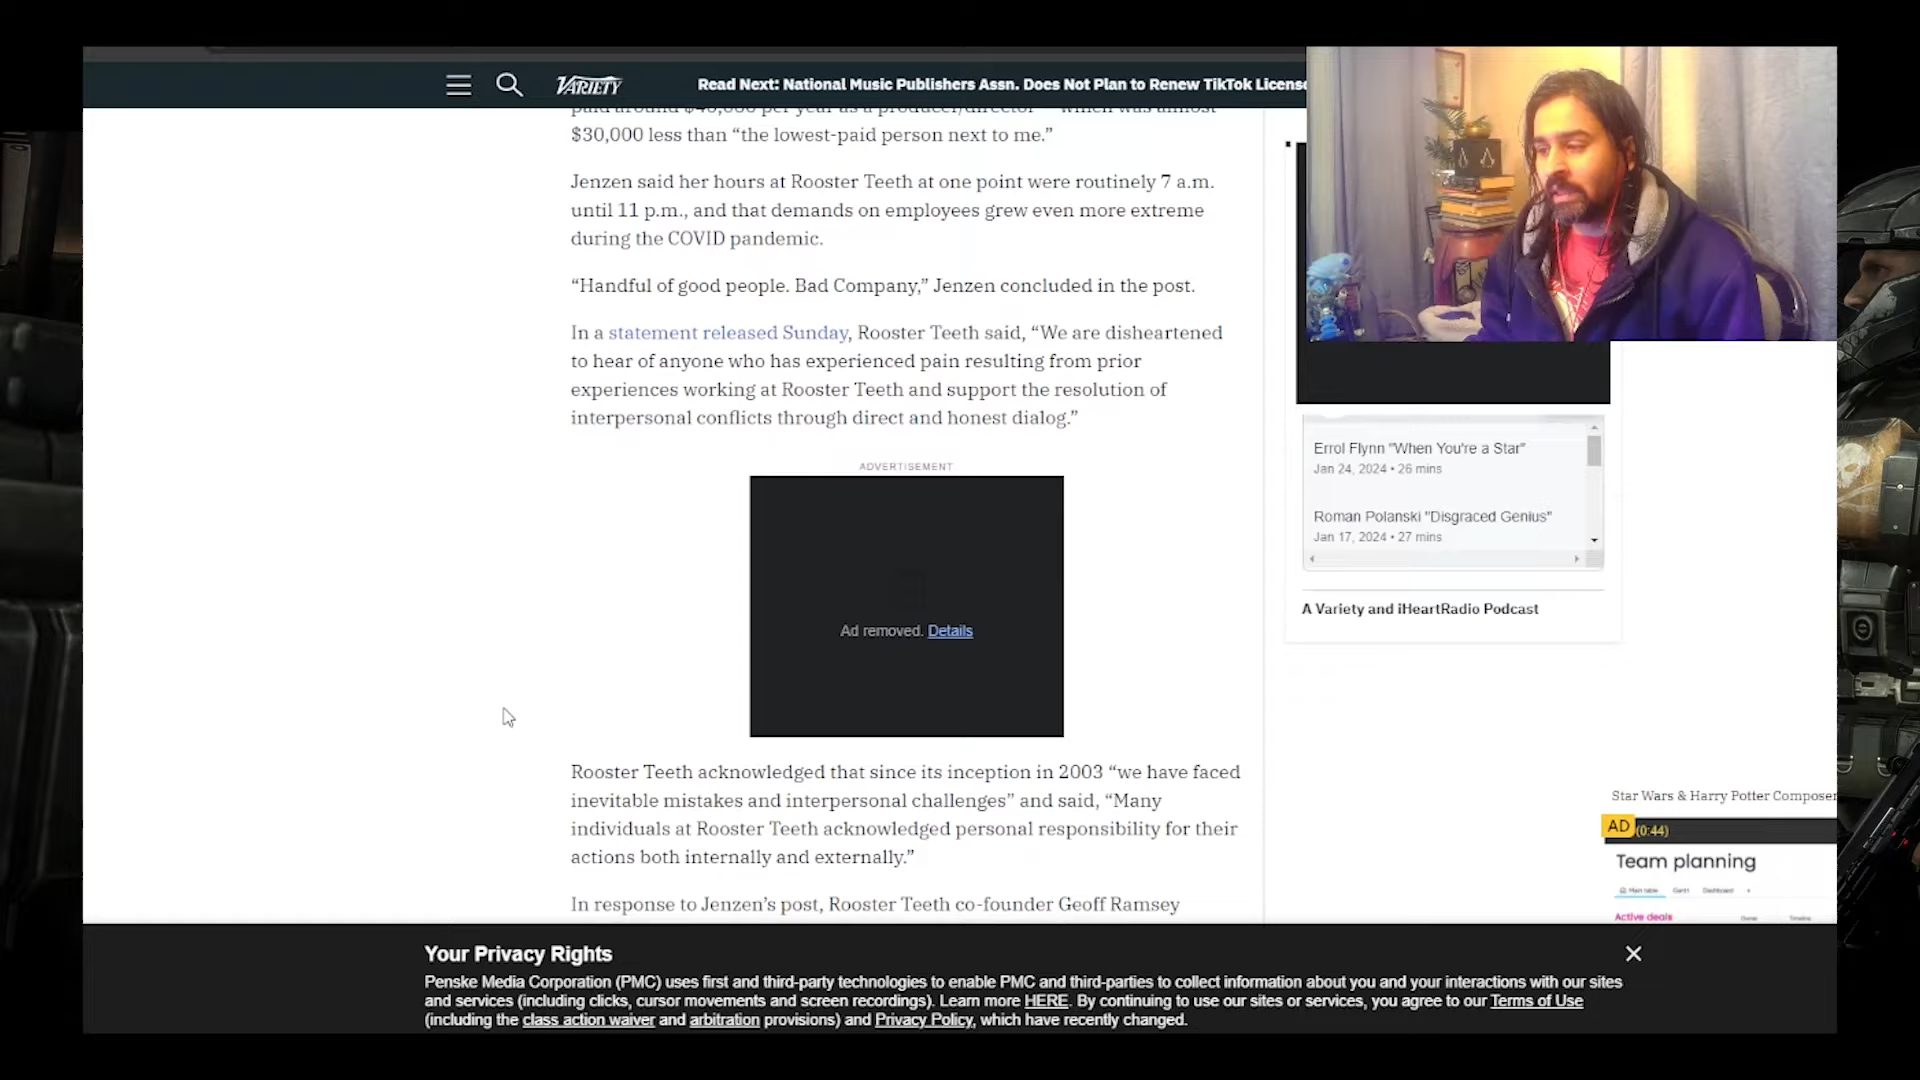 VARIETY
Read Next: National Music Publishers Assn. Does Not Plan to Renew TikTok License
paid around $40,000 per year as a producer/director — which was almost
$30,000 less than “the lowest-paid person next to me.”
Jenzen said her hours at Rooster Teeth at one point were routinely 7 a.m.
until 11 p.m., and that demands on employees grew even more extreme
during the COVID pandemic.
“Handful of good people. Bad Company,” Jenzen concluded in the post.
In a statement released Sunday, Rooster Teeth said, “We are disheartened
to hear of anyone who has experienced pain resulting from prior
experiences working at Rooster Teeth and support the resolution of
interpersonal conflicts through direct and honest dialog.”
ADVERTISEMENT
Ad removed. Details
Rooster Teeth acknowledged that since its inception in 2003 “we have faced
inevitable mistakes and interpersonal challenges” and said, “Many
individuals at Rooster Teeth acknowledged personal responsibility for their
actions both internally and externally.”
In response to Jenzen’s post, Rooster Teeth co-founder Geoff Ramsey
Errol Flynn "When You're a Star"
Jan 24, 2024 • 26 mins
Roman Polanski "Disgraced Genius"
Jan 17, 2024 • 27 mins
A Variety and iHeartRadio Podcast
Star Wars & Harry Potter Composer
AD (0:44)
Team planning
Main table Gantt Dashboard
Active deals Owner Timeline
Your Privacy Rights
Penske Media Corporation (PMC) uses first and third-party technologies to enable PMC and third-parties to collect information about you and your interactions with our sites
and services (including clicks, cursor movements and screen recordings). Learn more HERE. By continuing to use our sites or services, you agree to our Terms of Use
(including the class action waiver and arbitration provisions) and Privacy Policy, which have recently changed.